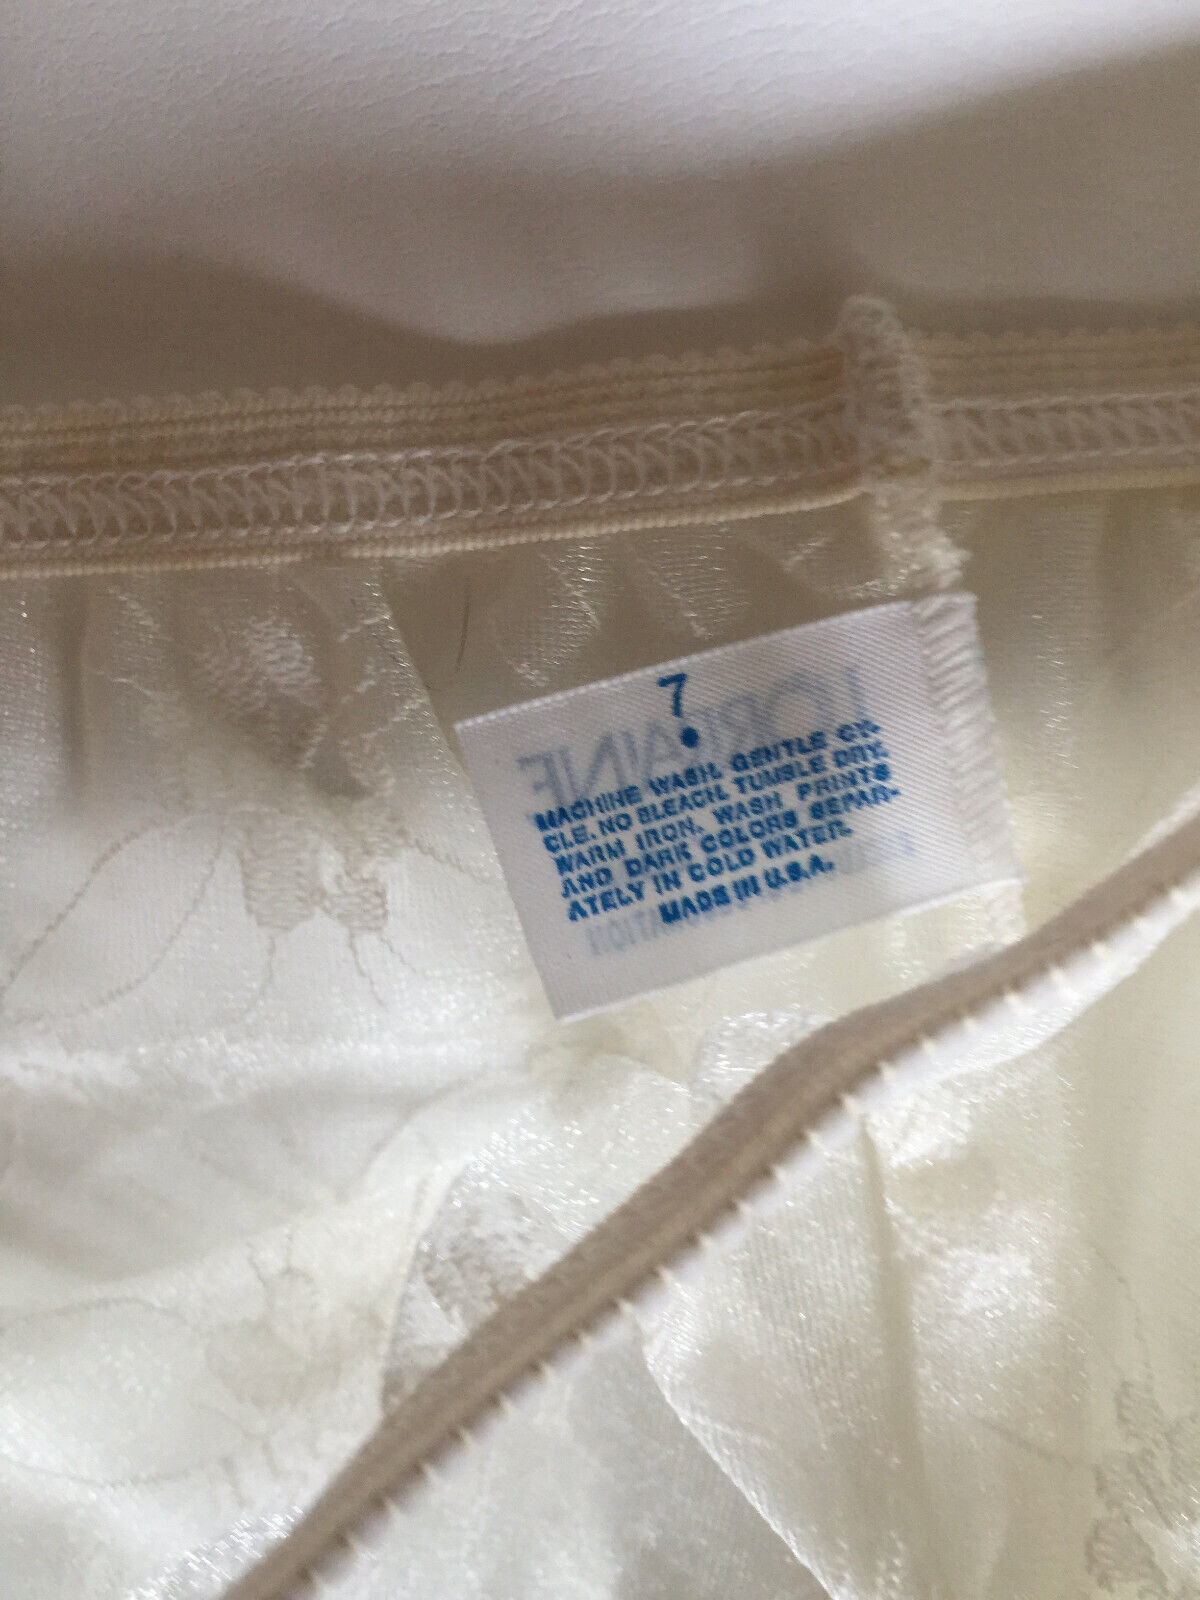 7
LORRAINE
MACHINE WASH. GENTLE CY-
CLE. NO BLEACH. TUMBLE DRY.
WARM IRON. WASH PRINTS
AND DARK COLORS SEPAR-
ATELY IN COLD WATER.
MADE IN U.S.A.